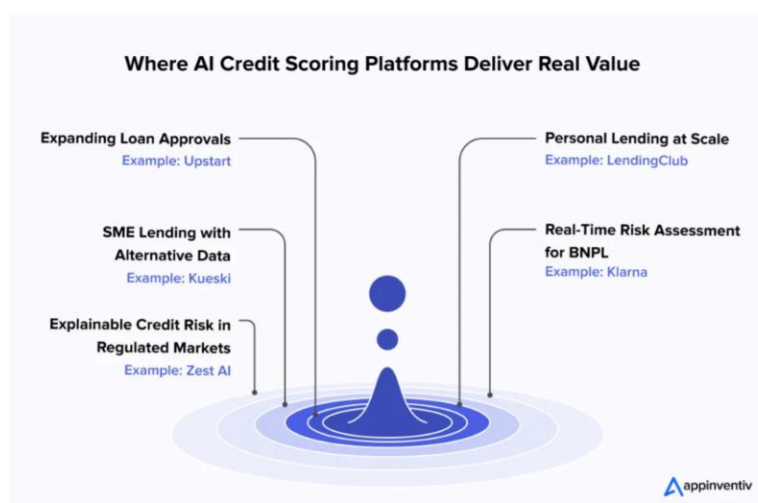 Where AI Credit Scoring Platforms Deliver Real Value
Expanding Loan Approvals
Example: Upstart
SME Lending with
Alternative Data
Example: Kueski
Explainable Credit Risk in
Regulated Markets
Example: Zest AI
Personal Lending at Scale
Example: LendingClub
Real-Time Risk Assessment
for BNPL
Example: Klarna
appinventiv